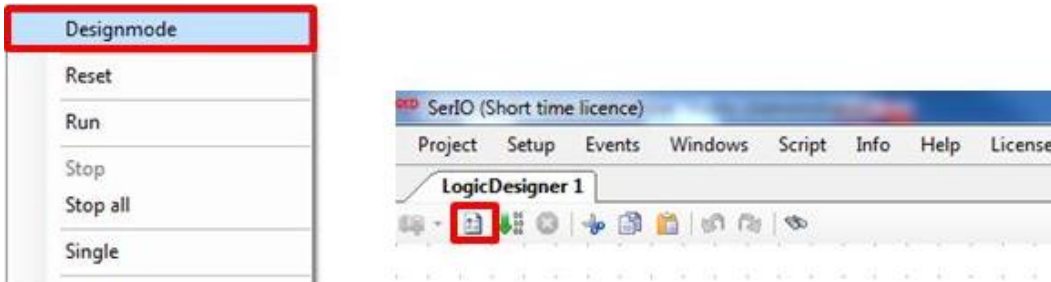 Designmode
Reset
Run
Stop
Stop all
Single
SerIO (Short time licence)
Project Setup Events Windows Script Info Help License
LogicDesigner 1